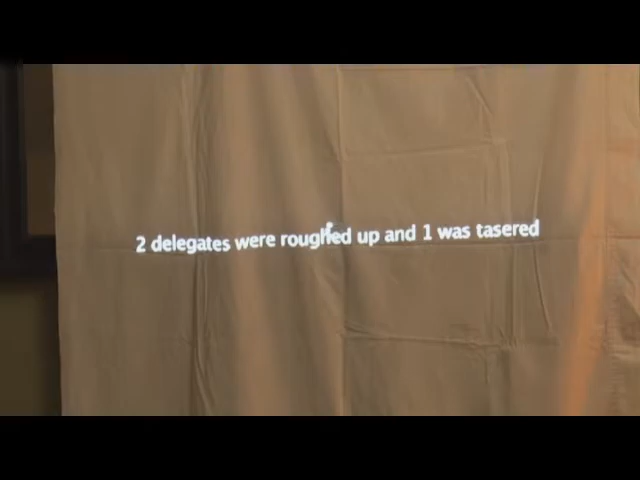 2 delegates were roughed up and 1 was tasered